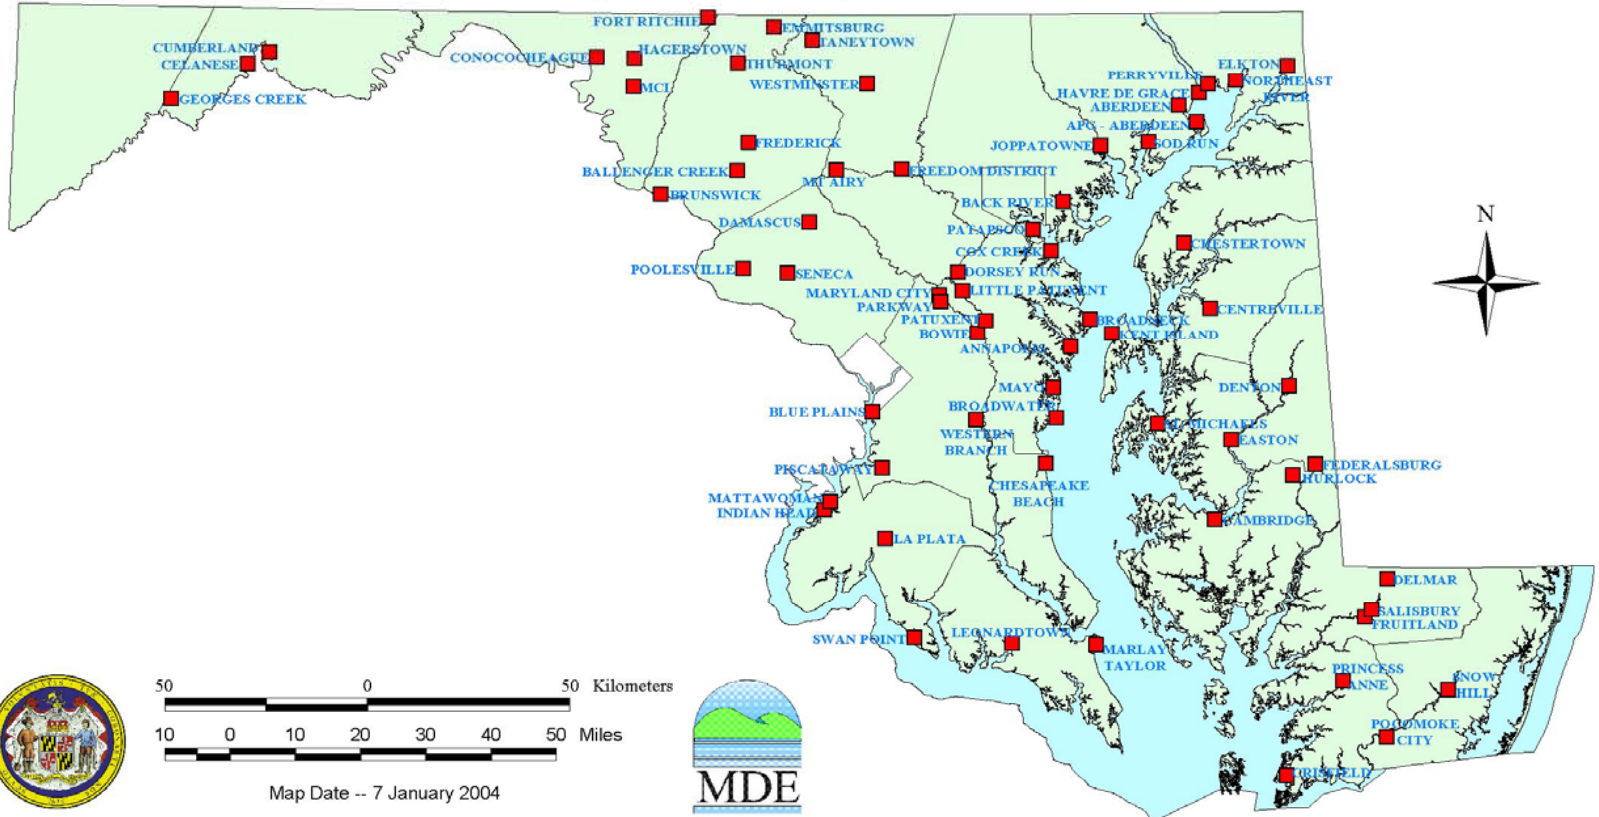 FORT RITCHIE
EMMITSBURG
TANEYTOWN
CUMBERLAND
CELANESE
CONOCOCHEAGUE
HAGERSTOWN
THURMONT
WESTMINSTER
MCI
GEORGES CREEK
ELKTON
PERRYVILLE
NORTHEAST
RIVER
HAVRE DE GRACE
ABERDEEN
APG - ABERDEEN
JOPPATOWNE
SOD RUN
FREDERICK
BALLENGER CREEK
MT AIRY
FREEDOM DISTRICT
BRUNSWICK
BACK RIVER
DAMASCUS
PATAPSCO
COX CREEK
CHESTERTOWN
POOLESVILLE
SENECA
DORSEY RUN
LITTLE PATUXENT
MARYLAND CITY
PARKWAY
PATUXENT
BOWIE
BROADNECK
KENT ISLAND
CENTREVILLE
ANNAPOLIS
MAYO
DENTON
BLUE PLAINS
BROADWATER
WESTERN
BRANCH
ST. MICHAELS
EASTON
PISCATAWAY
FEDERALSBURG
HURLOCK
CHESAPEAKE
BEACH
MATTAWOMAN
INDIAN HEAD
CAMBRIDGE
LA PLATA
DELMAR
SALISBURY
FRUITLAND
SWAN POINT
LEONARDTOWN
MARLAY
TAYLOR
PRINCESS
ANNE
SNOW
HILL
POCOMOKE
CITY
CRISFIELD
N
50 0 50 Kilometers
10 0 10 20 30 40 50 Miles
Map Date -- 7 January 2004
MDE